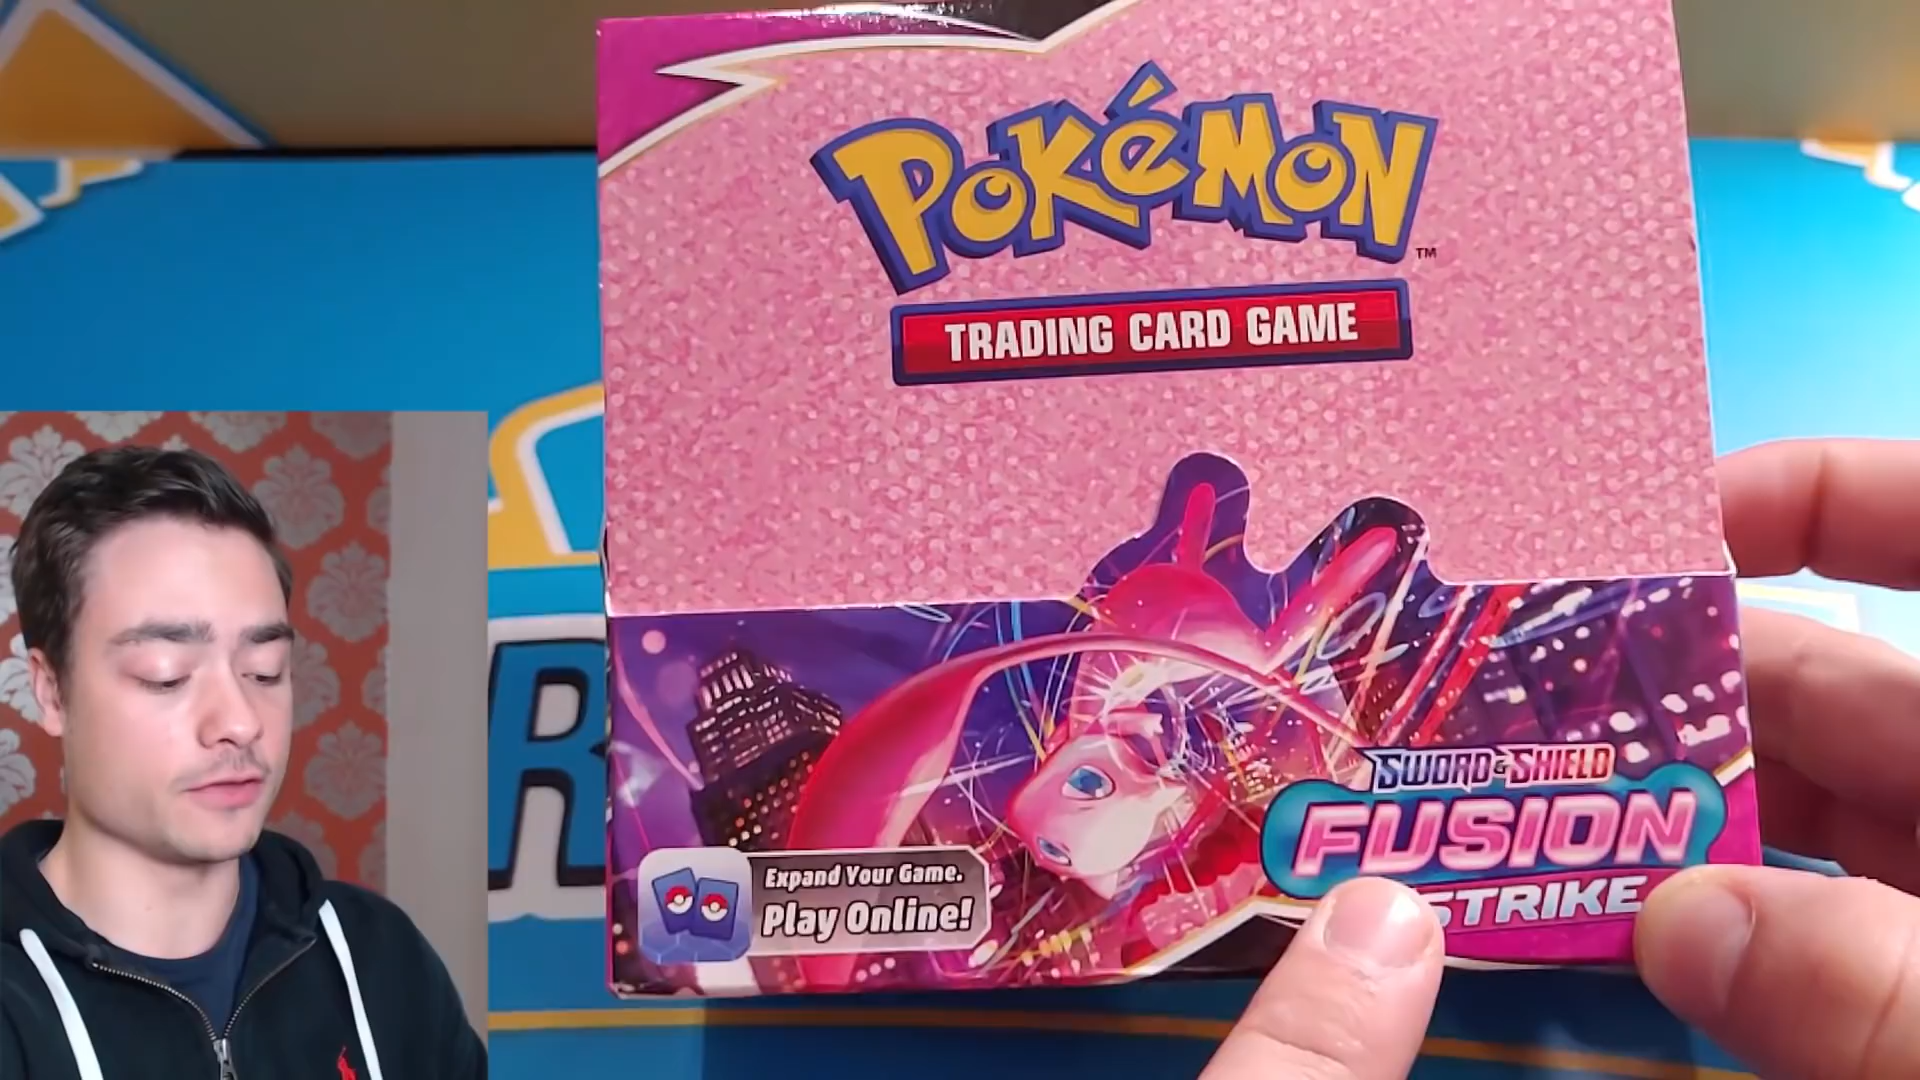 POKéMON
TM
TRADING CARD GAME
SWORD & SHIELD
FUSION
STRIKE
Expand Your Game.
Play Online!
R